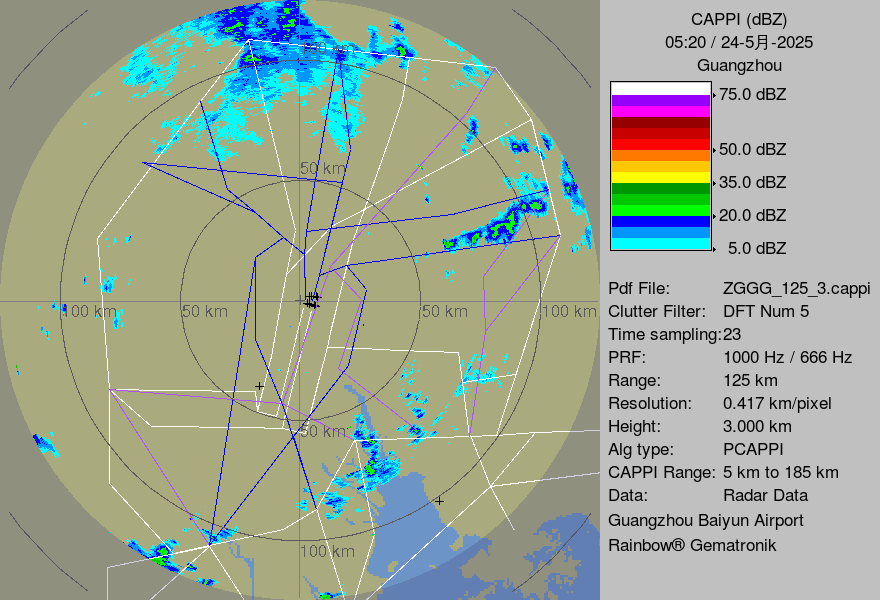 CAPPI (dBZ)
05:20 / 24-5月-2025
Guangzhou
75.0 dBZ
50.0 dBZ
35.0 dBZ
20.0 dBZ
5.0 dBZ
Pdf File: ZGGG_125_3.cappi
Clutter Filter: DFT Num 5
Time sampling:23
PRF: 1000 Hz / 666 Hz
Range: 125 km
Resolution: 0.417 km/pixel
Height: 3.000 km
Alg type: PCAPPI
CAPPI Range: 5 km to 185 km
Data: Radar Data
Guangzhou Baiyun Airport
Rainbow® Gematronik
100 km
50 km
100 km
50 km
50 km
100 km
50 km
100 km